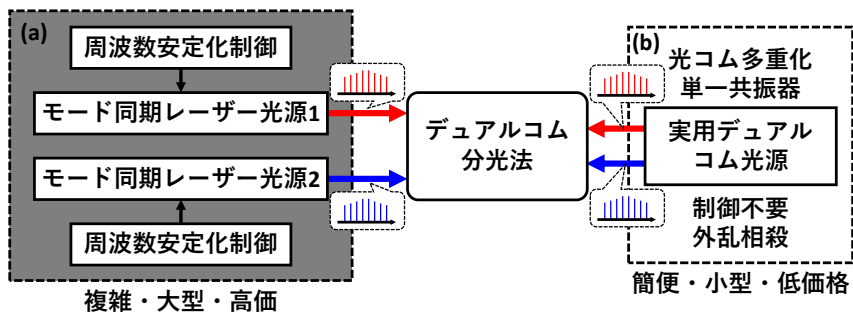 (a)
周波数安定化制御
モード同期レーザー光源1
モード同期レーザー光源2
周波数安定化制御
複雑・大型・高価
デュアルコム
分光法
(b)
光コム多重化
単一共振器
実用デュアル
コム光源
制御不要
外乱相殺
簡便・小型・低価格